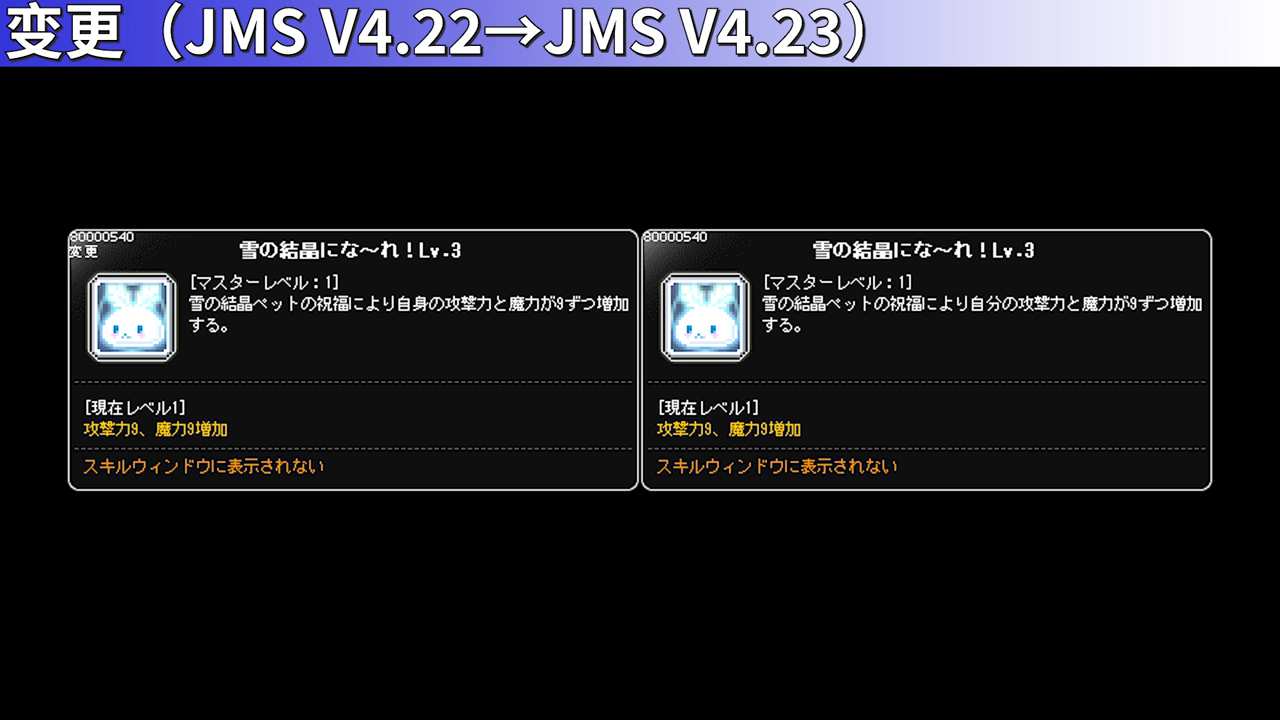 変更（JMS V4.22→JMS V4.23）
80000540
変更
雪の結晶にな～れ！Lv.3
[マスターレベル：1]
雪の結晶ペットの祝福により自身の攻撃力と魔力が9ずつ増加
する。
[現在レベル1]
攻撃力9、魔力9増加
スキルウィンドウに表示されない
80000540
雪の結晶にな～れ！Lv.3
[マスターレベル：1]
雪の結晶ペットの祝福により自分の攻撃力と魔力が9ずつ増加
する。
[現在レベル1]
攻撃力9、魔力9増加
スキルウィンドウに表示されない